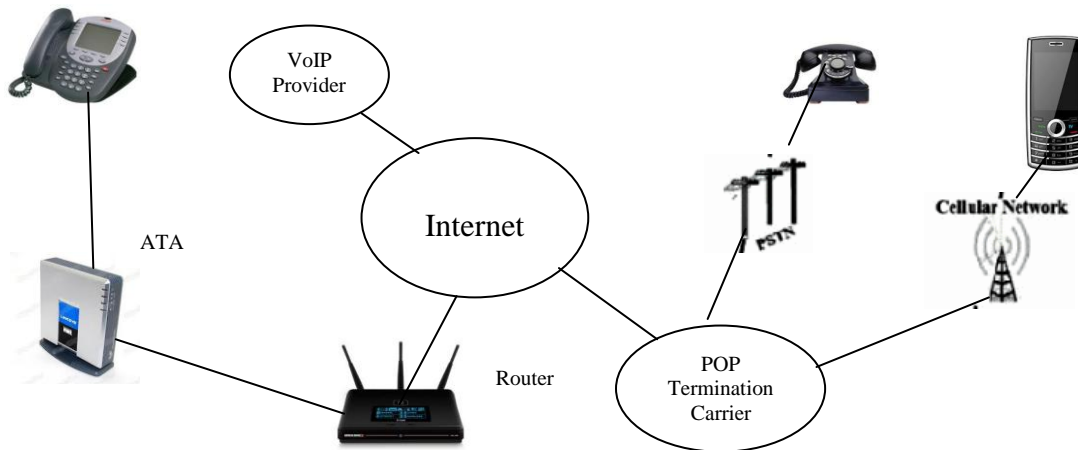 VoIP
Provider
Internet
ATA
Router
PSTN
Cellular Network
POP
Termination
Carrier